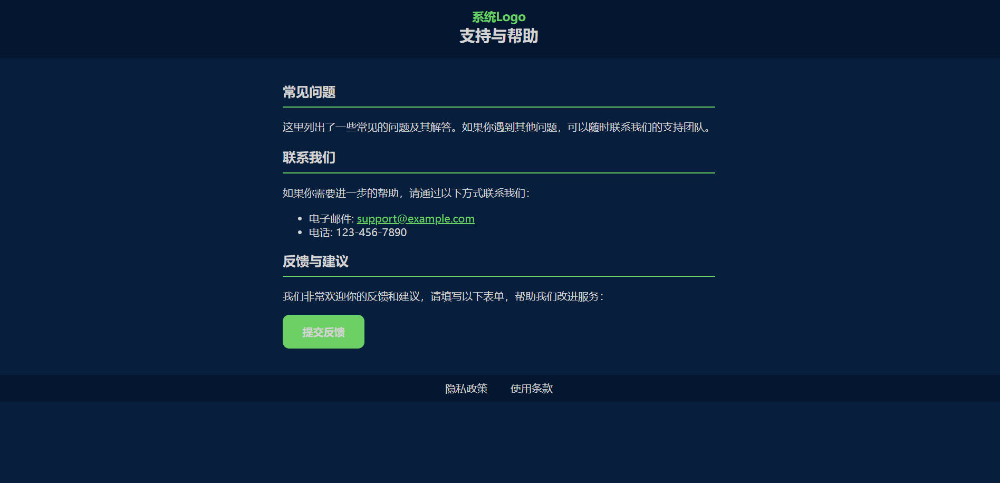 系统Logo
支持与帮助
常见问题
这里列出了一些常见的问题及其解答。如果你遇到其他问题，可以随时联系我们的支持团队。
联系我们
如果你需要进一步的帮助，请通过以下方式联系我们：
电子邮件: support@example.com
电话: 123-456-7890
反馈与建议
我们非常欢迎你的反馈和建议，请填写以下表单，帮助我们改进服务：
提交反馈
隐私政策 使用条款